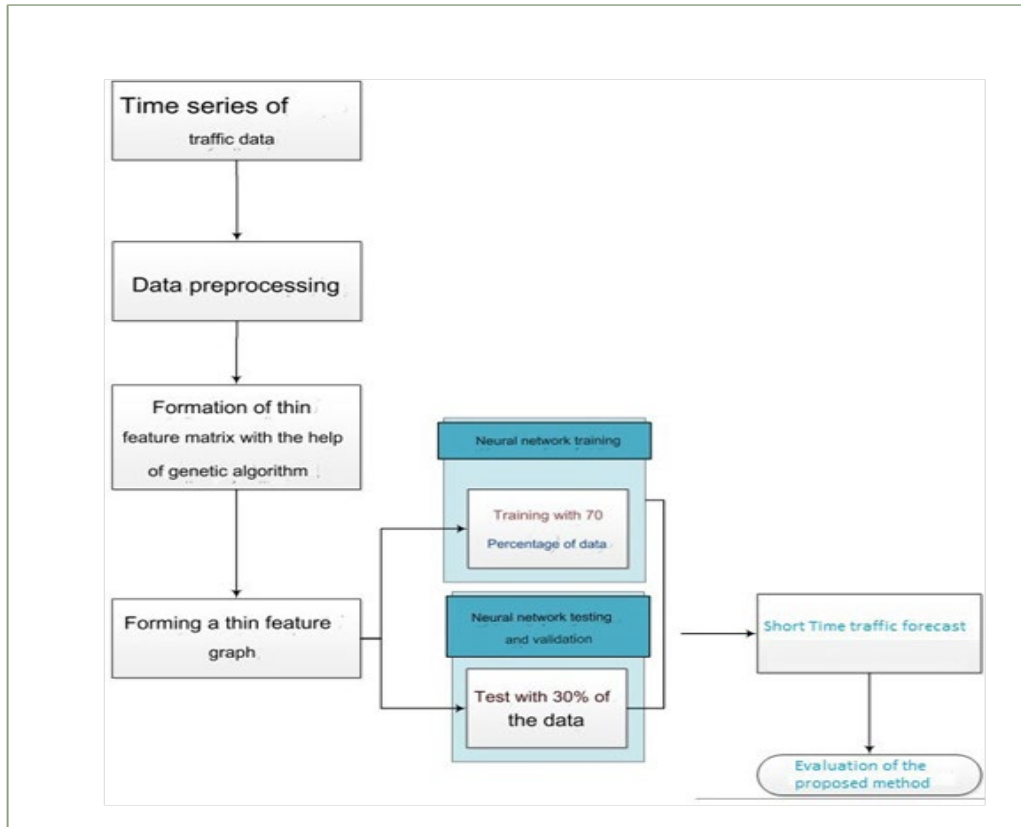 Time series of
traffic data
Data preprocessing
Formation of thin
feature matrix with the help
of genetic algorithm
Forming a thin feature
graph
Neural network training
Training with 70
Percentage of data
Neural network testing
and validation
Test with 30% of
the data
Short Time traffic forecast
Evaluation of the
proposed method